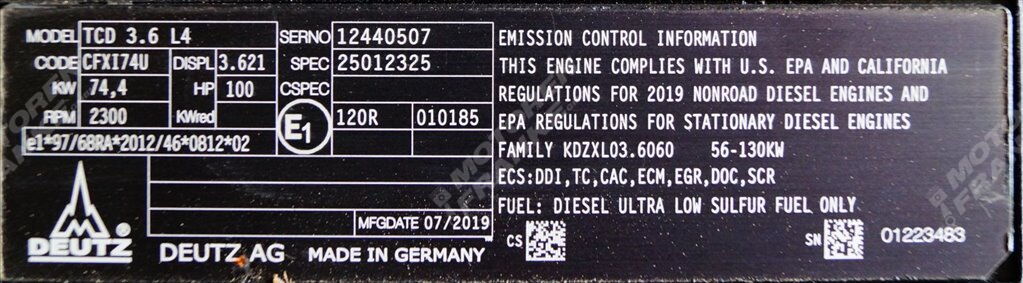 MODEL TCD 3.6 L4 SERNO 12440507
CODE CFXI74U DISPL 3.621 SPEC 25012325
KW 74,4 HP 100 CSPEC
RPM 2300 KWred E1 120R 010185
e1*97/68RA*2012/46*0812*02
MFGDATE 07/2019
DEUTZ
DEUTZ AG MADE IN GERMANY
EMISSION CONTROL INFORMATION
THIS ENGINE COMPLIES WITH U.S. EPA AND CALIFORNIA
REGULATIONS FOR 2019 NONROAD DIESEL ENGINES AND
EPA REGULATIONS FOR STATIONARY DIESEL ENGINES
FAMILY KDZXL03.6060 56-130KW
ECS:DDI,TC,CAC,ECM,EGR,DOC,SCR
FUEL: DIESEL ULTRA LOW SULFUR FUEL ONLY
CS SN 01223483